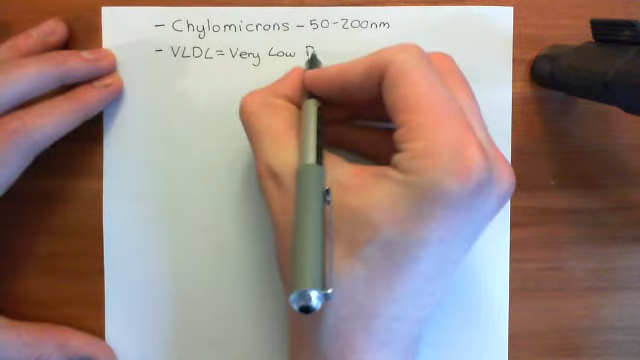 - Chylomicrons - 50-200nm
- VLDL = Very Low